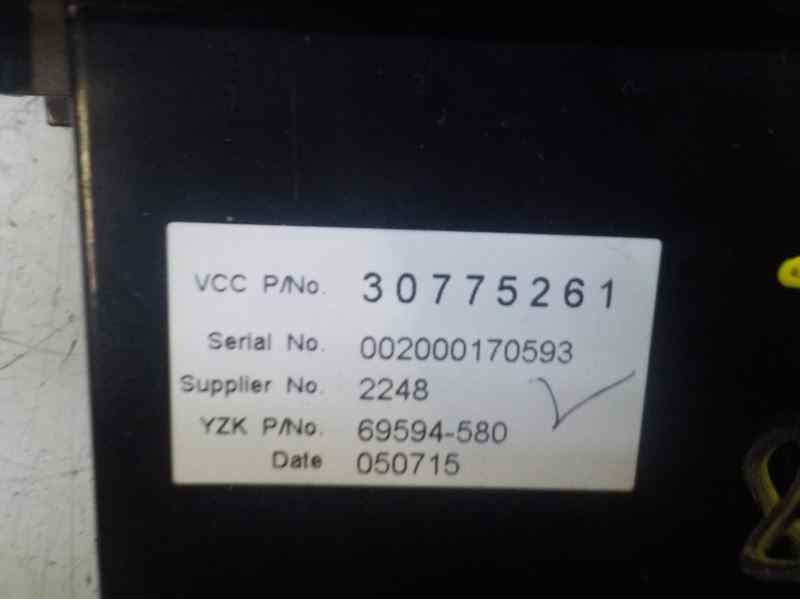 VCC P/No. 30775261
Serial No. 002000170593
Supplier No. 2248
YZK P/No. 69594-580
Date 050715